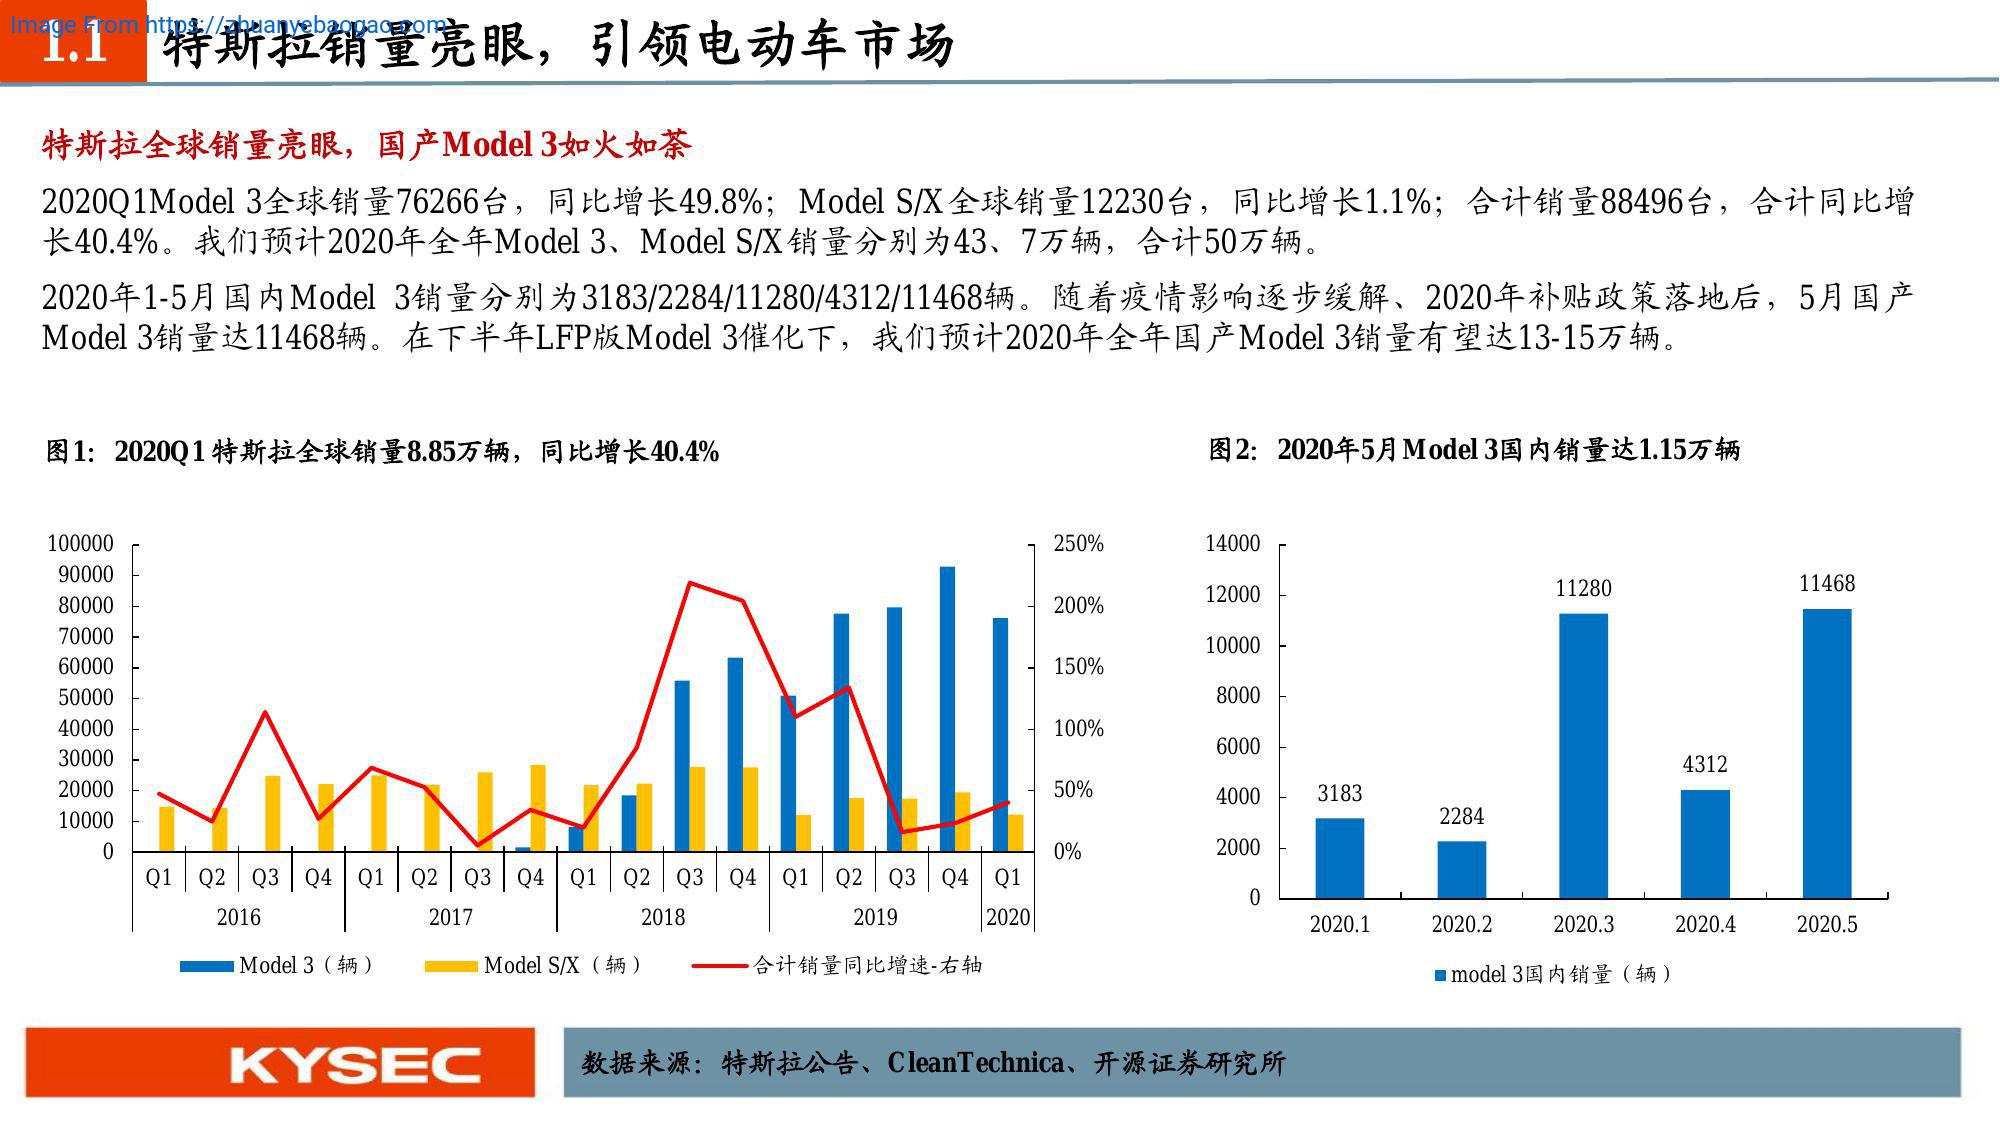 Image From https://zhuanyebaogao.com
1.1 特斯拉销量亮眼，引领电动车市场
特斯拉全球销量亮眼，国产Model 3如火如荼
2020Q1Model 3全球销量76266台，同比增长49.8%；Model S/X全球销量12230台，同比增长1.1%；合计销量88496台，合计同比增
长40.4%。我们预计2020年全年Model 3、Model S/X销量分别为43、7万辆，合计50万辆。
2020年1-5月国内Model 3销量分别为3183/2284/11280/4312/11468辆。随着疫情影响逐步缓解、2020年补贴政策落地后，5月国产
Model 3销量达11468辆。在下半年LFP版Model 3催化下，我们预计2020年全年国产Model 3销量有望达13-15万辆。
图1：2020Q1特斯拉全球销量8.85万辆，同比增长40.4%
100000
90000
80000
70000
60000
50000
40000
30000
20000
10000
0
250%
200%
150%
100%
50%
0%
Q1 Q2 Q3 Q4 Q1 Q2 Q3 Q4 Q1 Q2 Q3 Q4 Q1 Q2 Q3 Q4 Q1
2016 2017 2018 2019 2020
Model 3（辆） Model S/X（辆） 合计销量同比增速-右轴
图2：2020年5月Model 3国内销量达1.15万辆
14000
12000
10000
8000
6000
4000
2000
0
3183 2284 11280 4312 11468
2020.1 2020.2 2020.3 2020.4 2020.5
model 3国内销量（辆）
KYSEC
数据来源：特斯拉公告、CleanTechnica、开源证券研究所